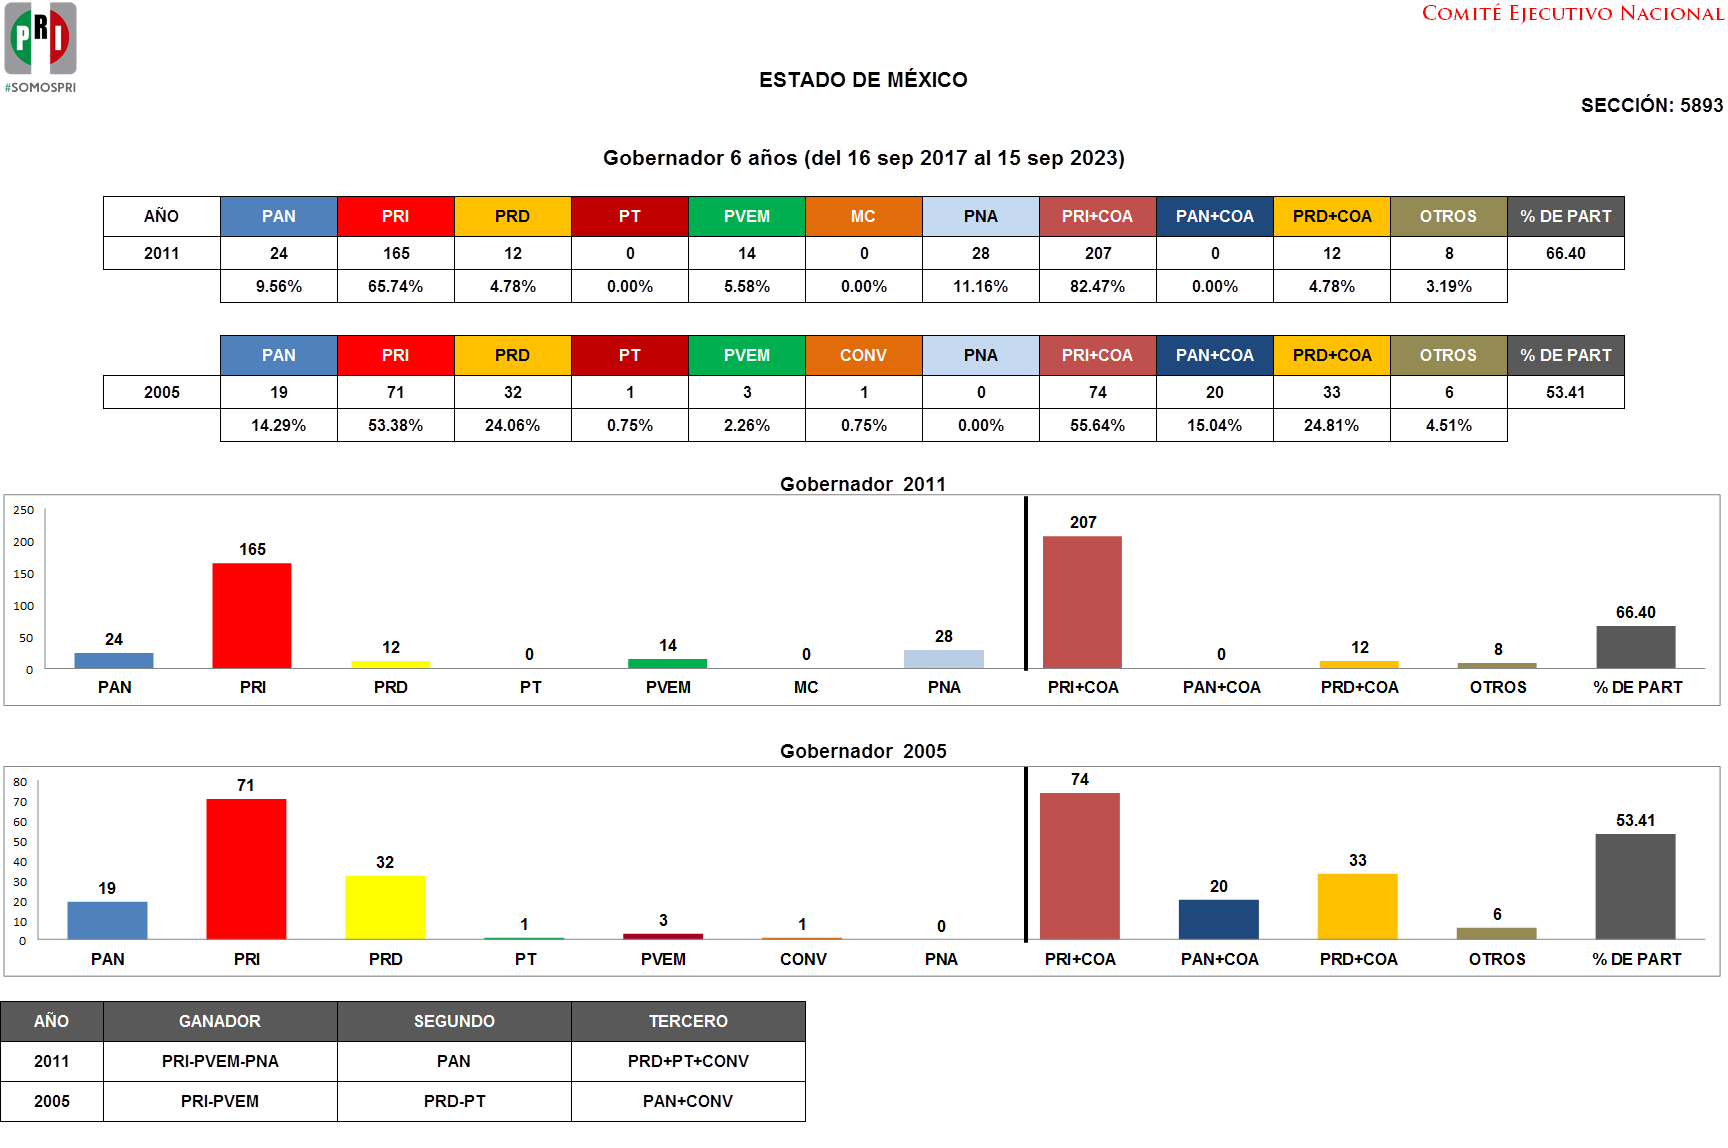 PRI
#SOMOSPRI
COMITÉ EJECUTIVO NACIONAL
ESTADO DE MÉXICO
SECCIÓN: 5893
Gobernador 6 años (del 16 sep 2017 al 15 sep 2023)
AÑO PAN PRI PRD PT PVEM MC PNA PRI+COA PAN+COA PRD+COA OTROS % DE PART
2011 24 165 12 0 14 0 28 207 0 12 8 66.40
9.56% 65.74% 4.78% 0.00% 5.58% 0.00% 11.16% 82.47% 0.00% 4.78% 3.19%
PAN PRI PRD PT PVEM CONV PNA PRI+COA PAN+COA PRD+COA OTROS % DE PART
2005 19 71 32 1 3 1 0 74 20 33 6 53.41
14.29% 53.38% 24.06% 0.75% 2.26% 0.75% 0.00% 55.64% 15.04% 24.81% 4.51%
Gobernador 2011
250
200
150
100
50
0
24 165 12 0 14 0 28 207 0 12 8 66.40
PAN PRI PRD PT PVEM MC PNA PRI+COA PAN+COA PRD+COA OTROS % DE PART
Gobernador 2005
80
70
60
50
40
30
20
10
0
19 71 32 1 3 1 0 74 20 33 6 53.41
PAN PRI PRD PT PVEM CONV PNA PRI+COA PAN+COA PRD+COA OTROS % DE PART
AÑO GANADOR SEGUNDO TERCERO
2011 PRI-PVEM-PNA PAN PRD+PT+CONV
2005 PRI-PVEM PRD-PT PAN+CONV